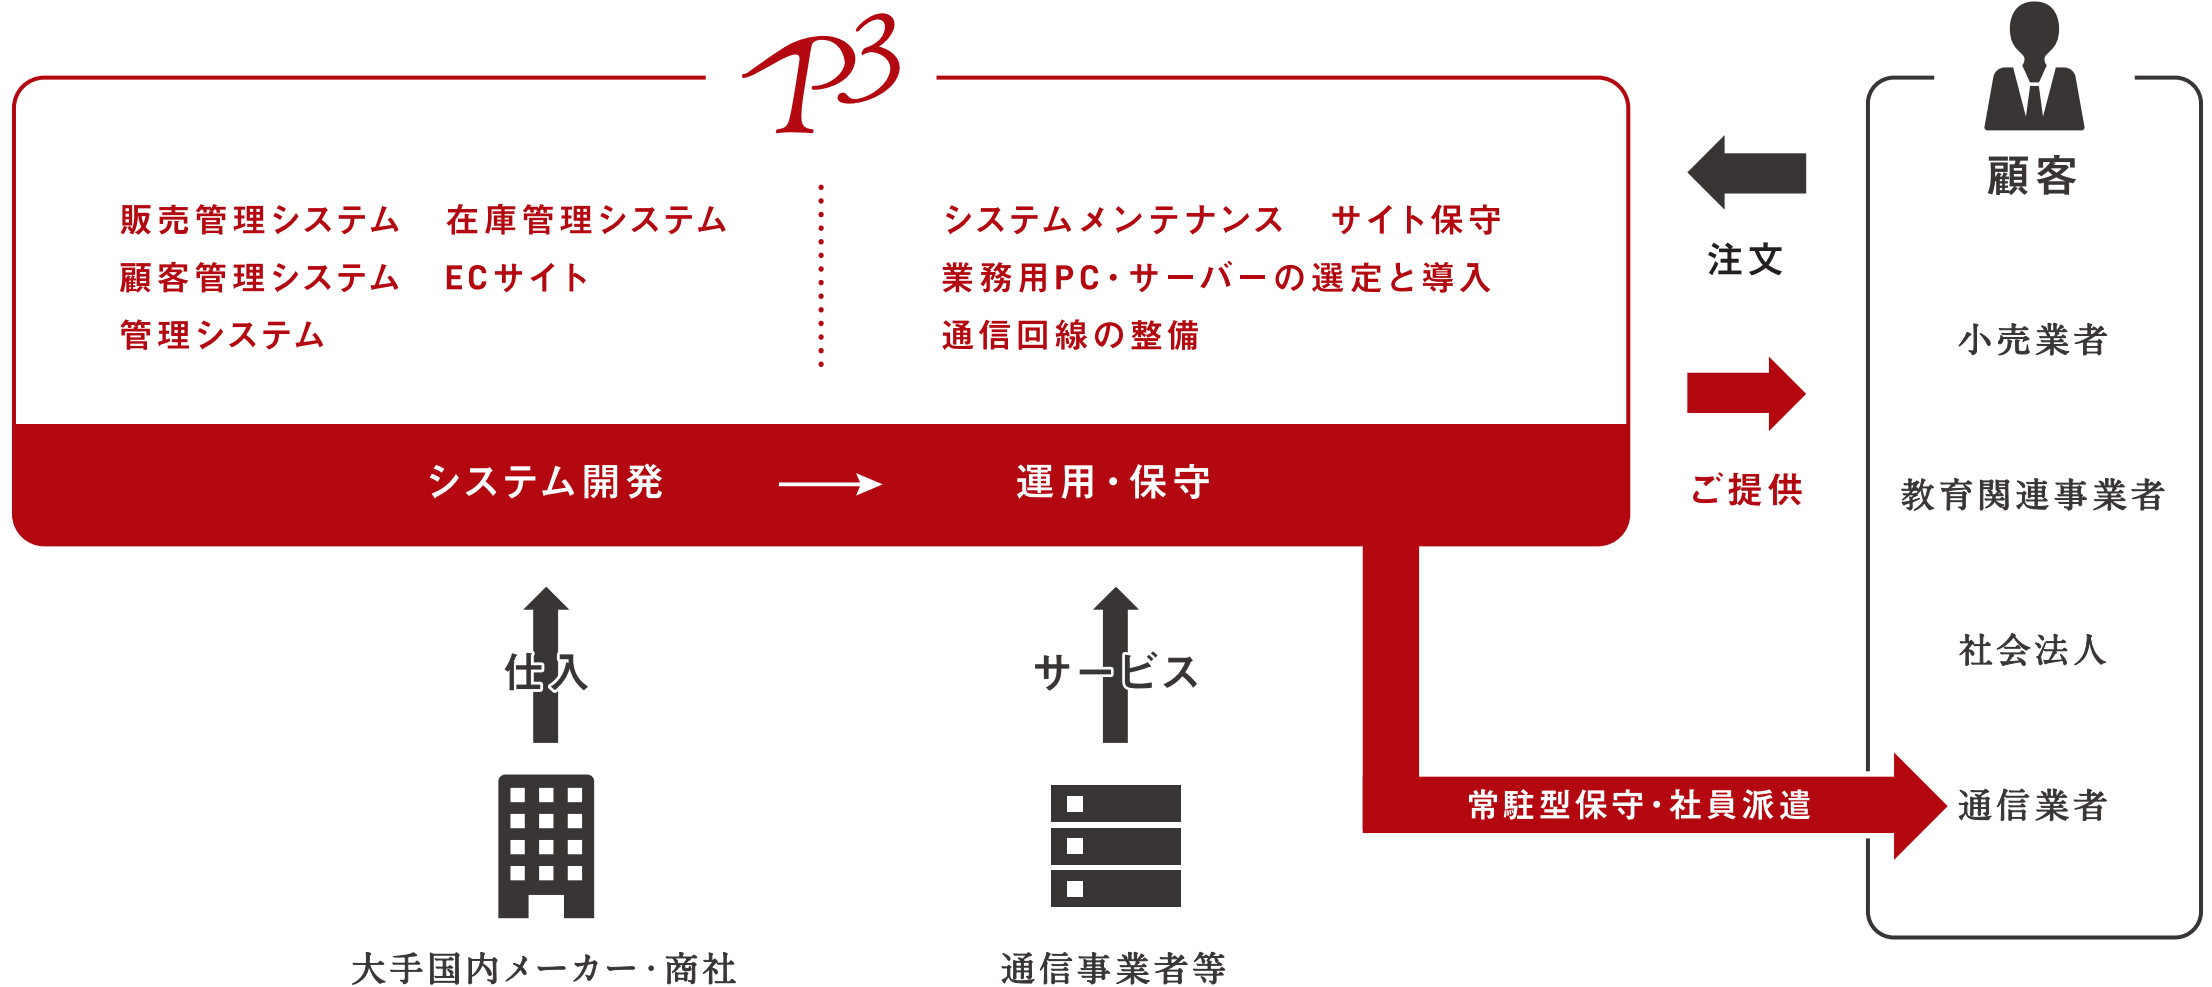 P3
販売管理システム 在庫管理システム
顧客管理システム ECサイト
管理システム
システムメンテナンス サイト保守
業務用PC・サーバーの選定と導入
通信回線の整備
システム開発
運用・保守
注文
ご提供
顧客
小売業者
教育関連事業者
社会法人
通信業者
常駐型保守・社員派遣
仕入
サービス
大手国内メーカー・商社
通信事業者等